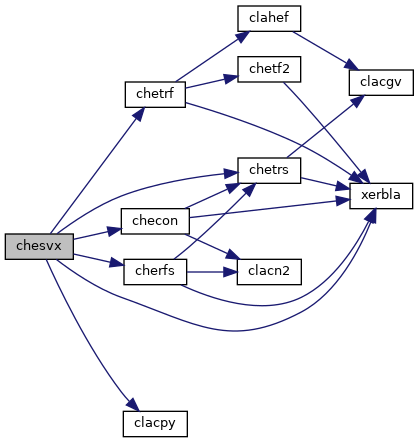 clahef
chetf2
clacgv
chetrf
chetrs
xerbla
checon
chesvx
cherfs
clacn2
clacpy